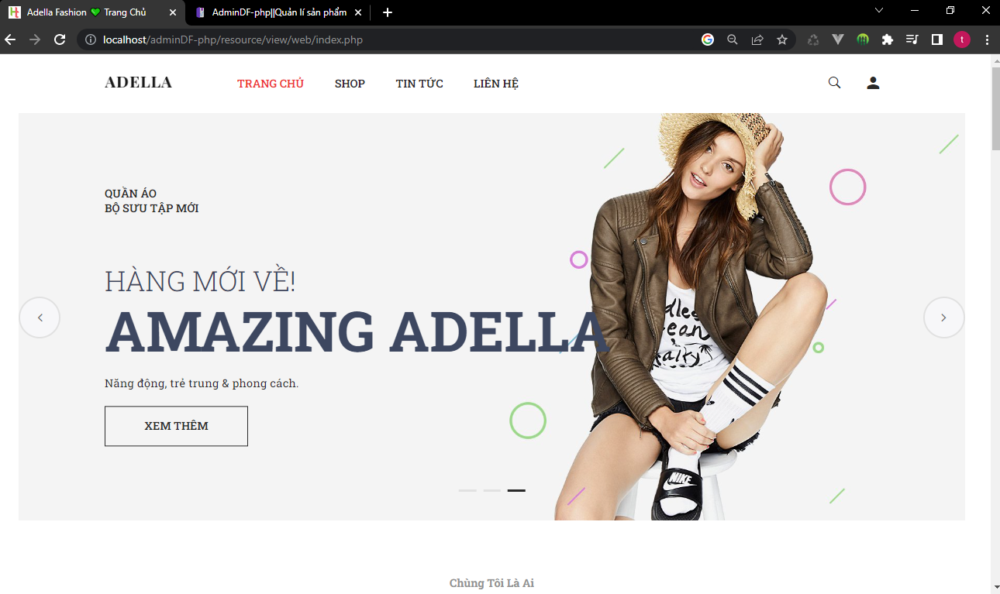 Adella Fashion 💚 Trang Chủ
AdminDF-php||Quản lí sản phẩm
localhost/adminDF-php/resource/view/web/index.php
t
ADELLA
TRANG CHỦ
SHOP
TIN TỨC
LIÊN HỆ
QUẦN ÁO
BỘ SƯU TẬP MỚI
HÀNG MỚI VỀ!
AMAZING ADELLA
Năng động, trẻ trung & phong cách.
XEM THÊM
NIKE
Chùng Tôi Là Ai